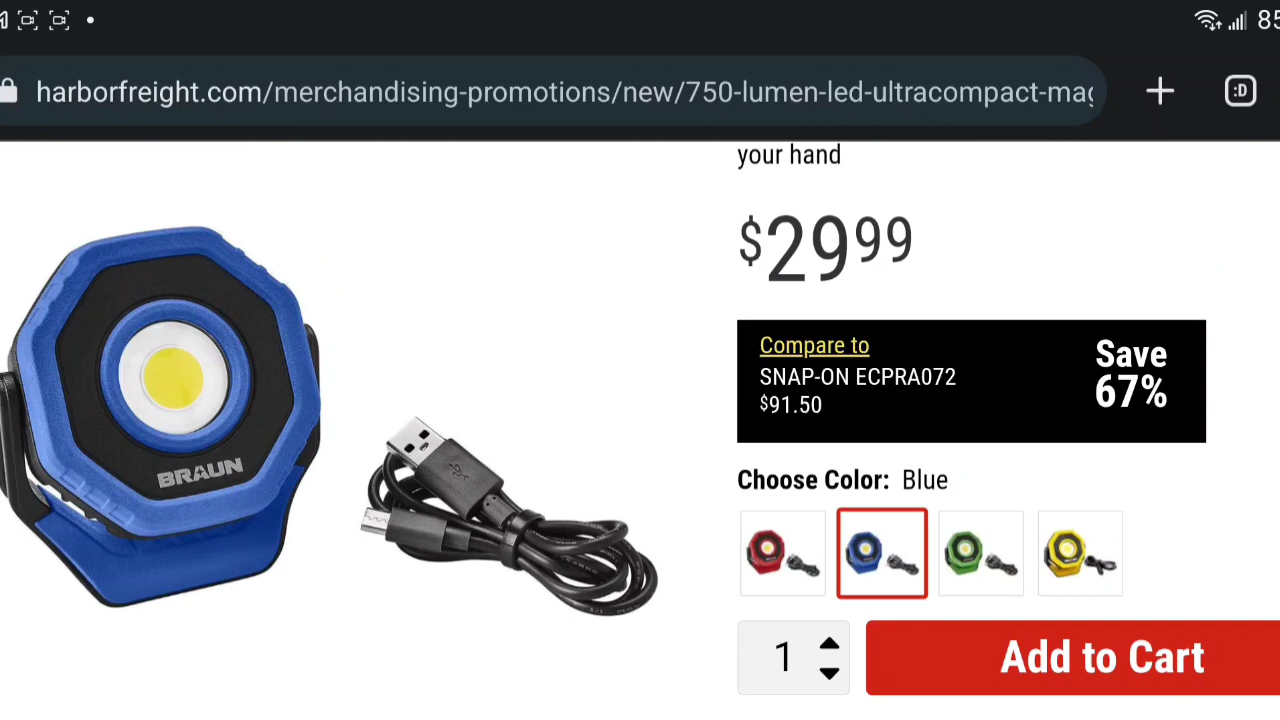 85
harborfreight.com/merchandising-promotions/new/750-lumen-led-ultracompact-mag
:D
your hand
$29 99
Compare to
SNAP-ON ECPRA072
$91.50
Save
67%
BRAUN
Choose Color: Blue
1
Add to Cart